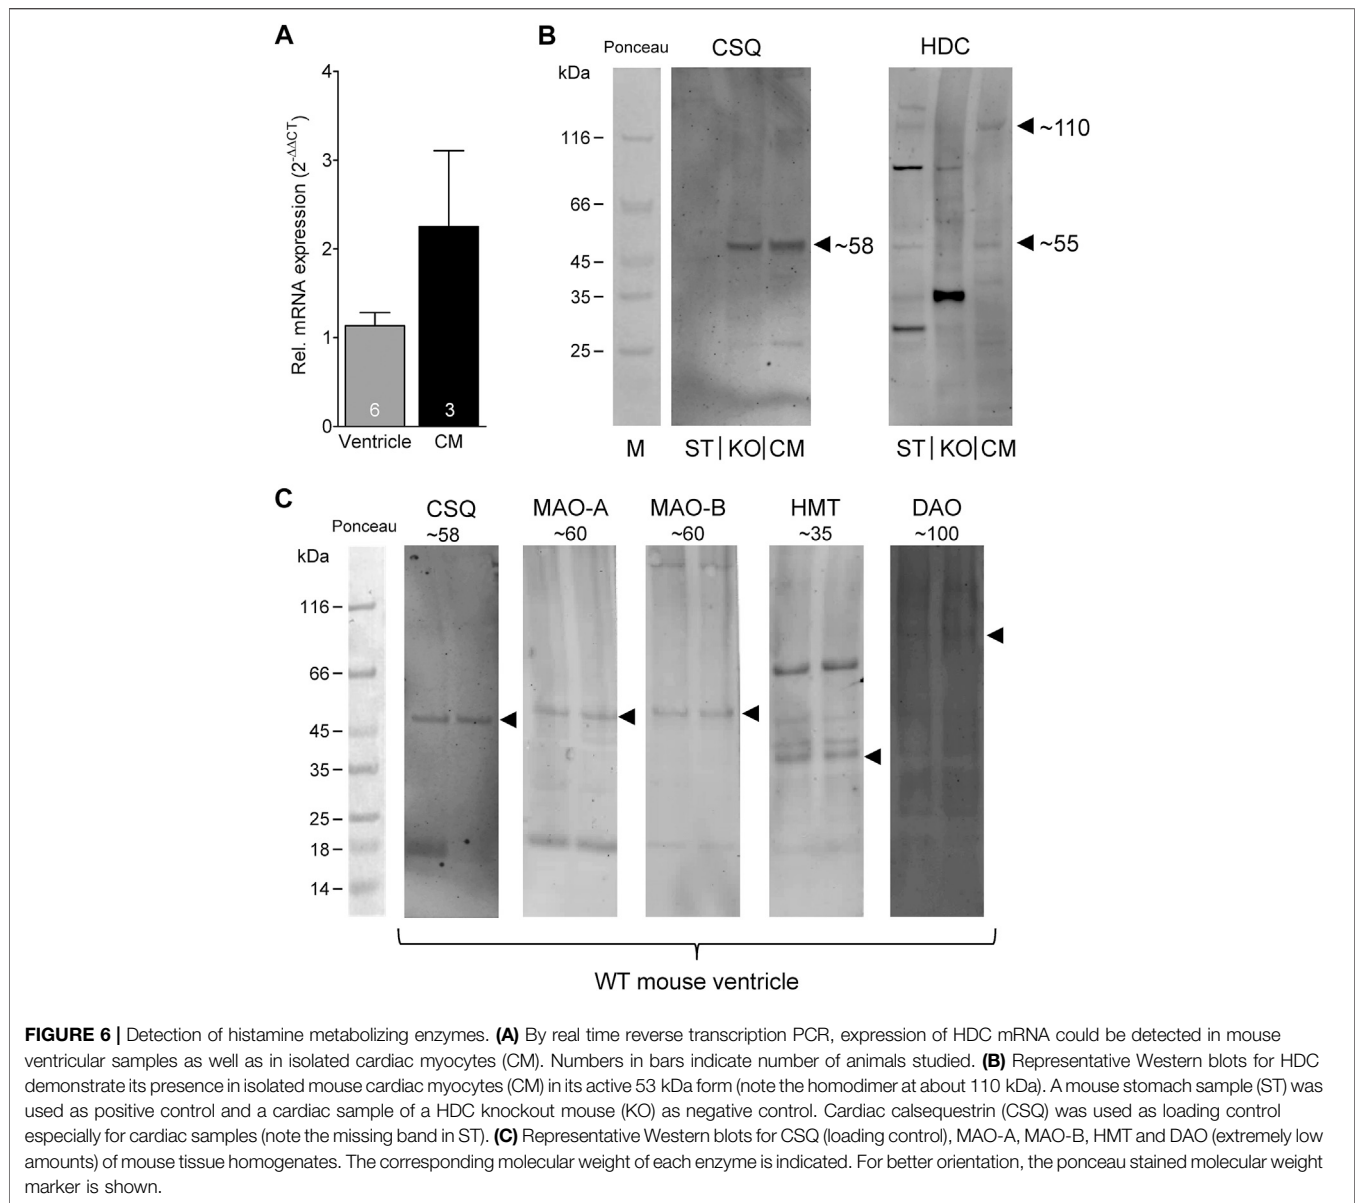 A
Rel. mRNA expression (2-ΔΔCT)
4
3
2
1
0
6
3
Ventricle CM
B
Ponceau CSQ HDC
kDa
116
66
45
35
25
~58
~110
~55
M ST | KO | CM ST | KO | CM
C
CSQ MAO-A MAO-B HMT DAO
Ponceau ~58 ~60 ~60 ~35 ~100
kDa
116
66
45
35
25
18
14
WT mouse ventricle
FIGURE 6 | Detection of histamine metabolizing enzymes. (A) By real time reverse transcription PCR, expression of HDC mRNA could be detected in mouse
ventricular samples as well as in isolated cardiac myocytes (CM). Numbers in bars indicate number of animals studied. (B) Representative Western blots for HDC
demonstrate its presence in isolated mouse cardiac myocytes (CM) in its active 53 kDa form (note the homodimer at about 110 kDa). A mouse stomach sample (ST) was
used as positive control and a cardiac sample of a HDC knockout mouse (KO) as negative control. Cardiac calsequestrin (CSQ) was used as loading control
especially for cardiac samples (note the missing band in ST). (C) Representative Western blots for CSQ (loading control), MAO-A, MAO-B, HMT and DAO (extremely low
amounts) of mouse tissue homogenates. The corresponding molecular weight of each enzyme is indicated. For better orientation, the ponceau stained molecular weight
marker is shown.